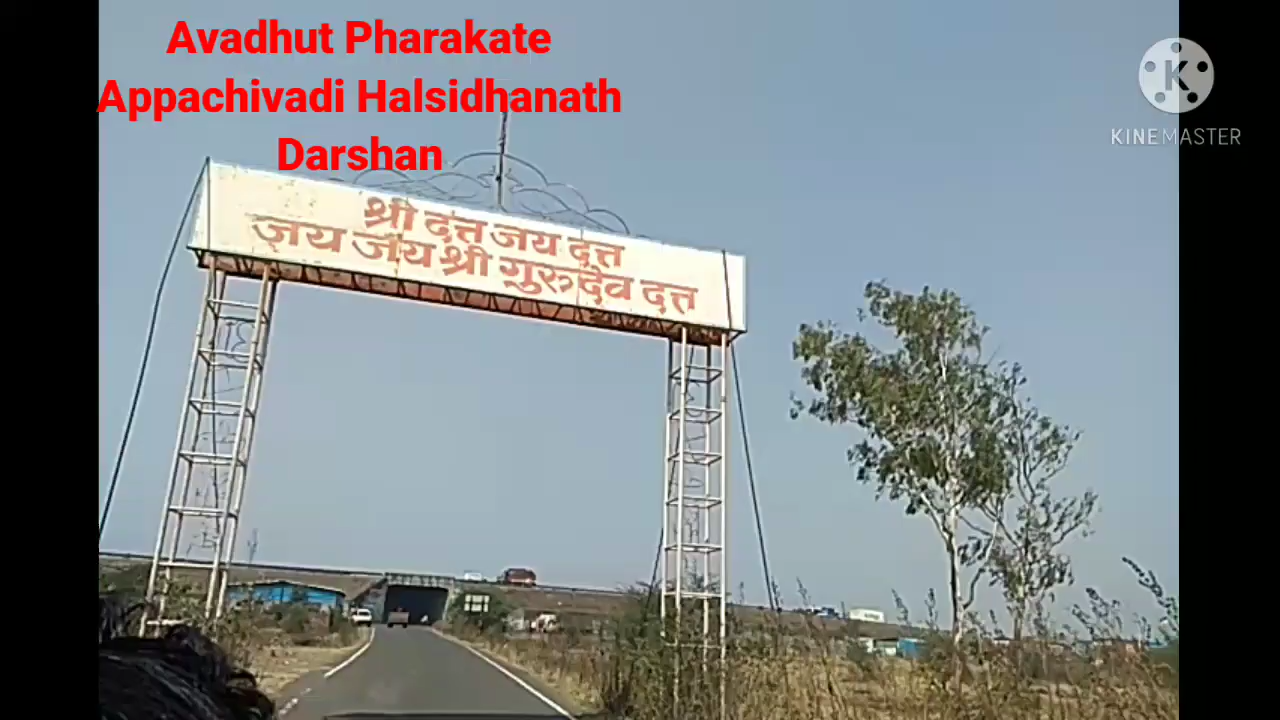 Avadhut Pharakate
Appachivadi Halsidhanath
Darshan
K
KINEMASTER
श्री दत्त जय दत्त
जय जय श्री गुरुदेव दत्त